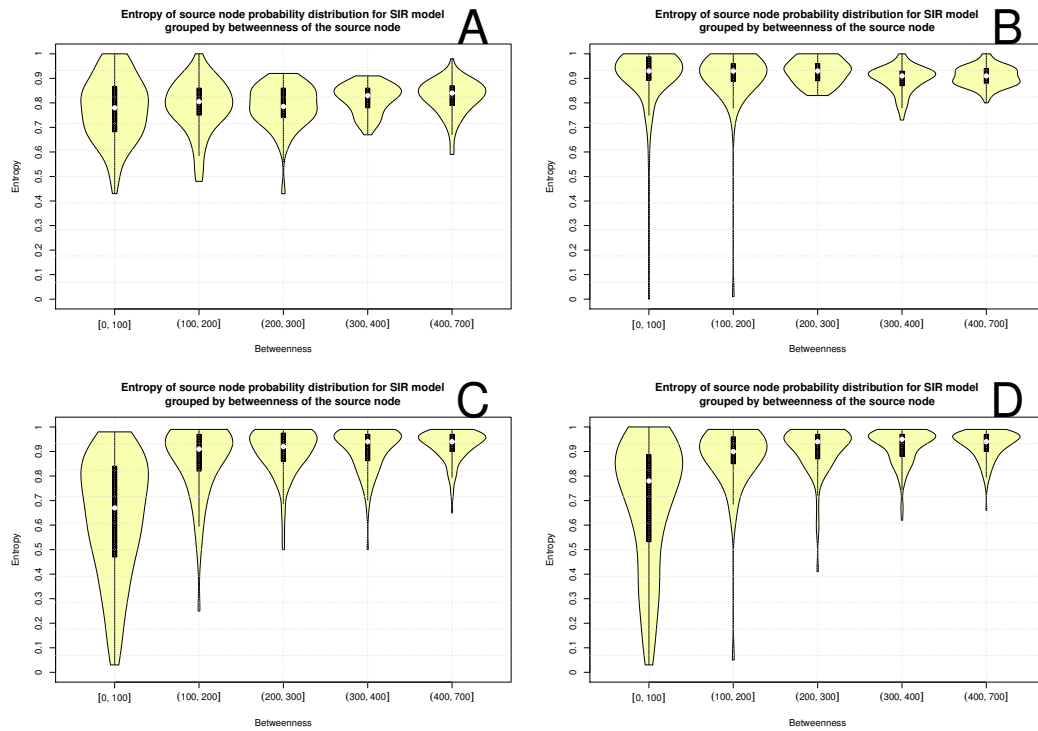 Entropy of source node probability distribution for SIR model
grouped by betweenness of the source node
A
Entropy
1
0.9
0.8
0.7
0.6
0.5
0.4
0.3
0.2
0.1
0
[0, 100] (100, 200] (200, 300] (300, 400] (400, 700]
Betweenness
Entropy of source node probability distribution for SIR model
grouped by betweenness of the source node
B
Entropy
1
0.9
0.8
0.7
0.6
0.5
0.4
0.3
0.2
0.1
0
[0, 100] (100, 200] (200, 300] (300, 400] (400, 700]
Betweenness
Entropy of source node probability distribution for SIR model
grouped by betweenness of the source node
C
Entropy
1
0.9
0.8
0.7
0.6
0.5
0.4
0.3
0.2
0.1
0
[0, 100] (100, 200] (200, 300] (300, 400] (400, 700]
Betweenness
Entropy of source node probability distribution for SIR model
grouped by betweenness of the source node
D
Entropy
1
0.9
0.8
0.7
0.6
0.5
0.4
0.3
0.2
0.1
0
[0, 100] (100, 200] (200, 300] (300, 400] (400, 700]
Betweenness